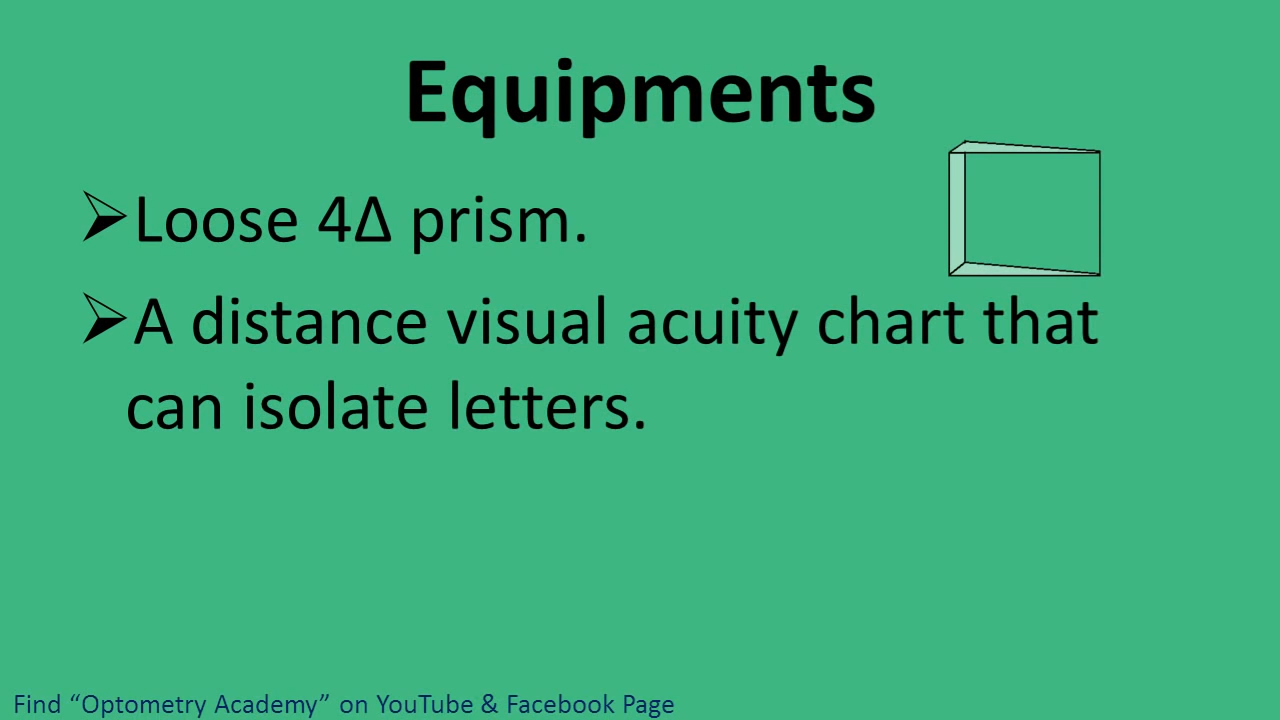 Equipments
➢Loose 4Δ prism.
➢A distance visual acuity chart that
can isolate letters.
Find “Optometry Academy” on YouTube & Facebook Page